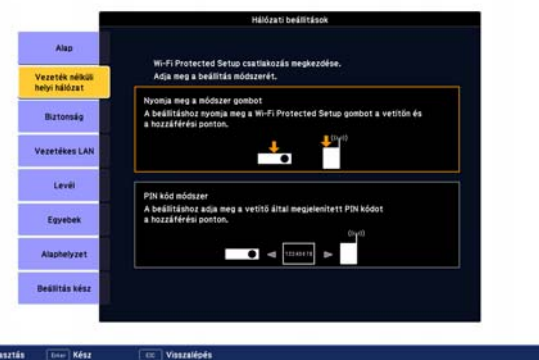 Hálózati beállítások
Alap
Vezeték nélküli
helyi hálózat
Biztonság
Vezetékes LAN
Levél
Egyebek
Alaphelyzet
Beállítás kész
Wi-Fi Protected Setup csatlakozás megkezdése.
Adja meg a beállítás módszerét.
Nyomja meg a módszer gombot
A beállításhoz nyomja meg a Wi-Fi Protected Setup gombot a vetítőn és
a hozzáférési ponton.
PIN kód módszer
A beállításhoz adja meg a vetítő által megjelenített PIN kódot
a hozzáférési ponton.
asztás Enter Kész ESC Visszalépés